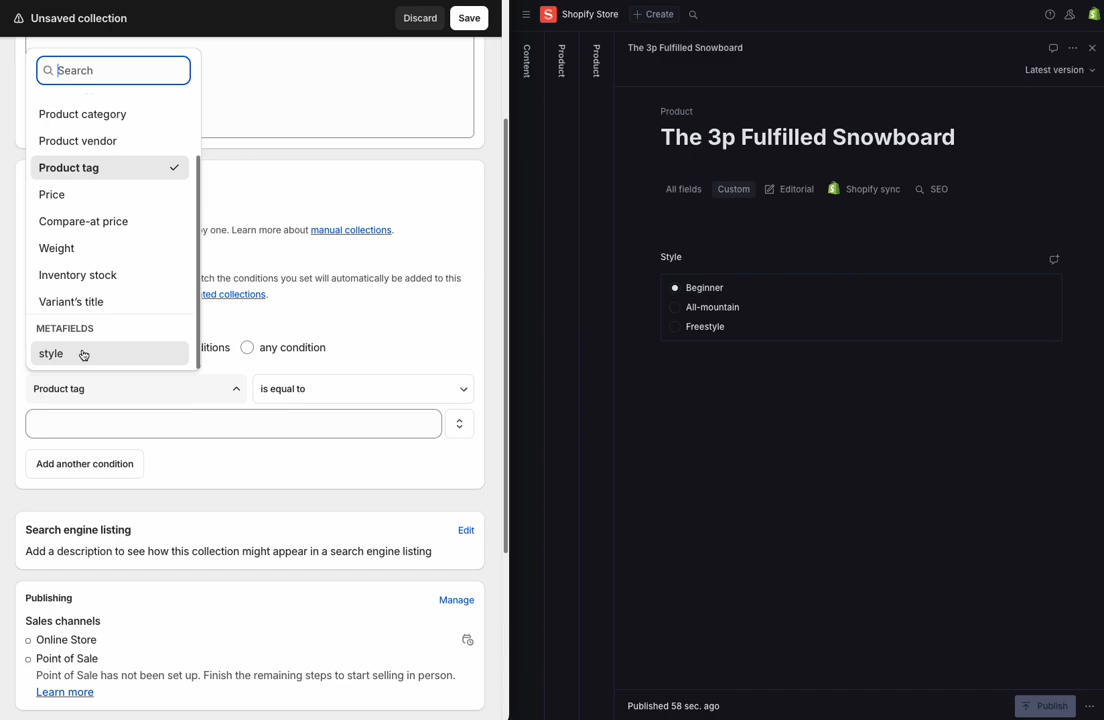 Unsaved collection
Discard
Save
Search
Product category
Product vendor
Product tag
Price
Compare-at price
Weight
Inventory stock
Variant's title
METAFIELDS
style
y one. Learn more about manual collections.
tch the conditions you set will automatically be added to this
ted collections.
ditions
any condition
Product tag
is equal to
Add another condition
Search engine listing
Edit
Add a description to see how this collection might appear in a search engine listing
Publishing
Manage
Sales channels
Online Store
Point of Sale
Point of Sale has not been set up. Finish the remaining steps to start selling in person.
Learn more
Shopify Store
Create
Content
Product
Product
The 3p Fulfilled Snowboard
Latest version
Product
The 3p Fulfilled Snowboard
All fields
Custom
Editorial
Shopify sync
SEO
Style
Beginner
All-mountain
Freestyle
Published 58 sec. ago
Publish